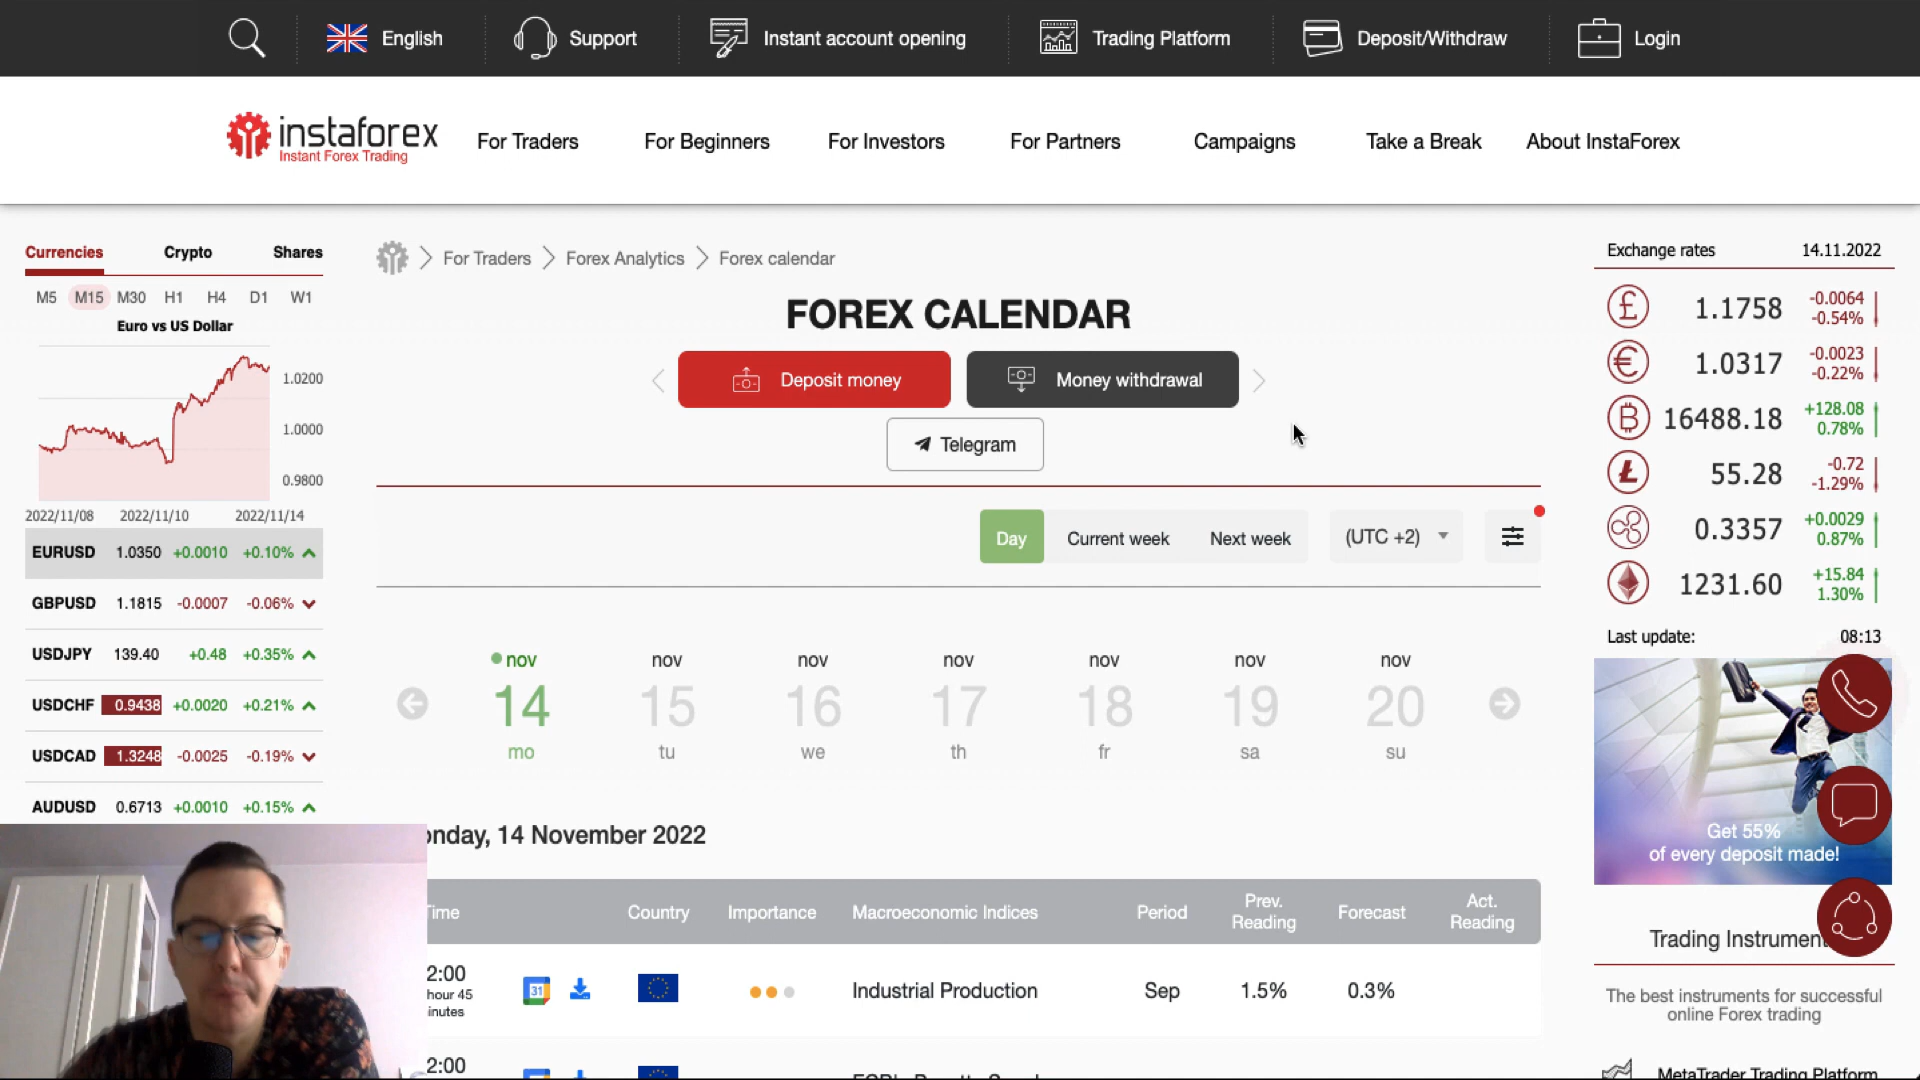 English
Support
Instant account opening
Trading Platform
Deposit/Withdraw
Login
instaforex
Instant Forex Trading
For Traders
For Beginners
For Investors
For Partners
Campaigns
Take a Break
About InstaForex
Currencies
Crypto
Shares
M5 M15 M30 H1 H4 D1 W1
Euro vs US Dollar
1.0200
1.0000
0.9800
2022/11/08 2022/11/10 2022/11/14
EURUSD 1.0350 +0.0010 +0.10%
GBPUSD 1.1815 -0.0007 -0.06%
USDJPY 139.40 +0.48 +0.35%
USDCHF 0.9438 +0.0020 +0.21%
USDCAD 1.3248 -0.0025 -0.19%
AUDUSD 0.6713 +0.0010 +0.15%
For Traders
Forex Analytics
Forex calendar
FOREX CALENDAR
Deposit money
Money withdrawal
Telegram
Day
Current week
Next week
(UTC +2)
nov nov nov nov nov nov nov
14 15 16 17 18 19 20
mo tu we th fr sa su
onday, 14 November 2022
Time Country Importance Macroeconomic Indices Period Prev. Reading Forecast Act. Reading
2:00
hour 45
inutes
31
Industrial Production Sep 1.5% 0.3%
2:00
Exchange rates 14.11.2022
1.1758 -0.0064 -0.54%
1.0317 -0.0023 -0.22%
16488.18 +128.08 0.78%
55.28 -0.72 -1.29%
0.3357 +0.0029 0.87%
1231.60 +15.84 1.30%
Last update: 08:13
Get 55%
of every deposit made!
Trading Instrumen
The best instruments for successful
online Forex trading
MetaTrader Trading Platform